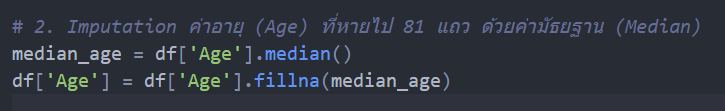 # 2. Imputation ค่าอายุ (Age) ที่หายไป 81 แถว ด้วยค่ามัธยฐาน (Median)
median_age = df['Age'].median()
df['Age'] = df['Age'].fillna(median_age)